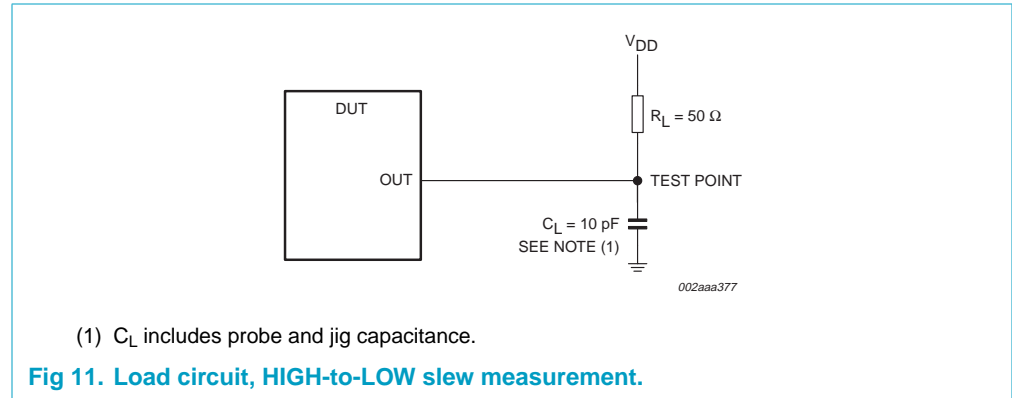 VDD
DUT
RL = 50 Ω
OUT
TEST POINT
CL = 10 pF
SEE NOTE (1)
002aaa377
(1) CL includes probe and jig capacitance.
Fig 11. Load circuit, HIGH-to-LOW slew measurement.